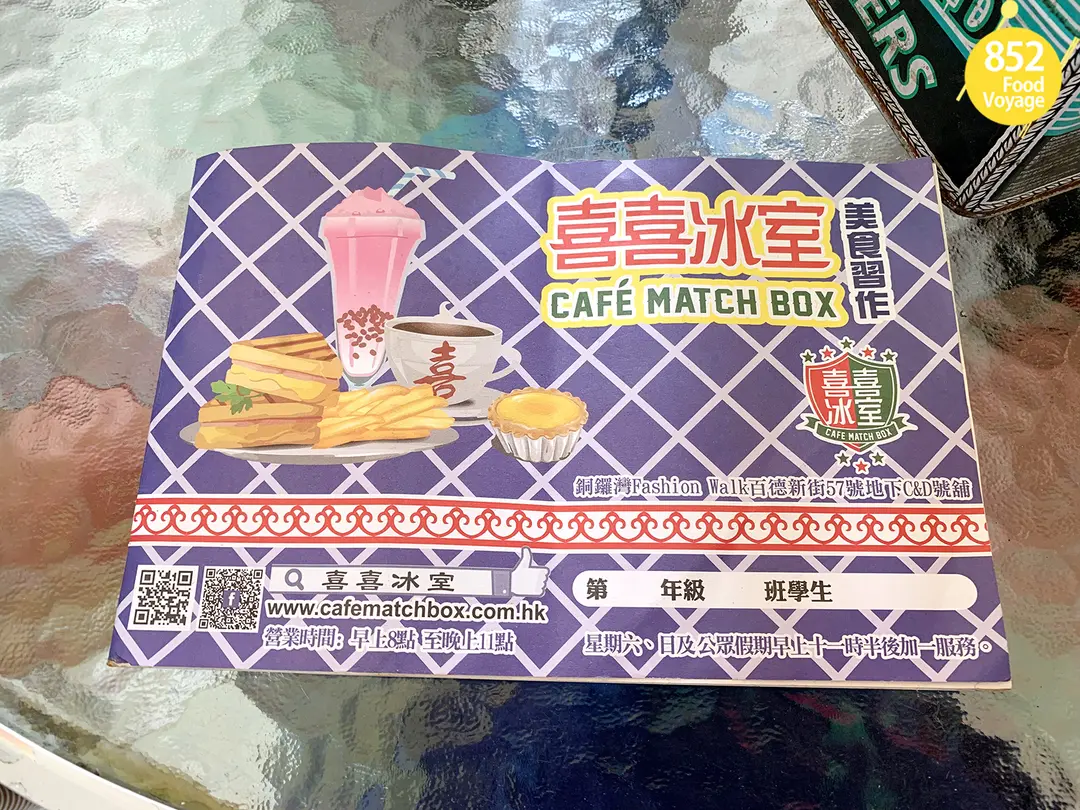 852
Food
Voyage
ERS
喜喜冰室
美食習作
CAFÉ MATCH BOX
喜
喜喜
冰室
CAFE MATCH BOX
銅鑼灣Fashion Walk百德新街57號地下C&D號舖
喜喜冰室
www.cafematchbox.com.hk
第 年級 班學生
營業時間：早上8點 至晚上11點
星期六、日及公眾假期早上十一時半後加一服務。